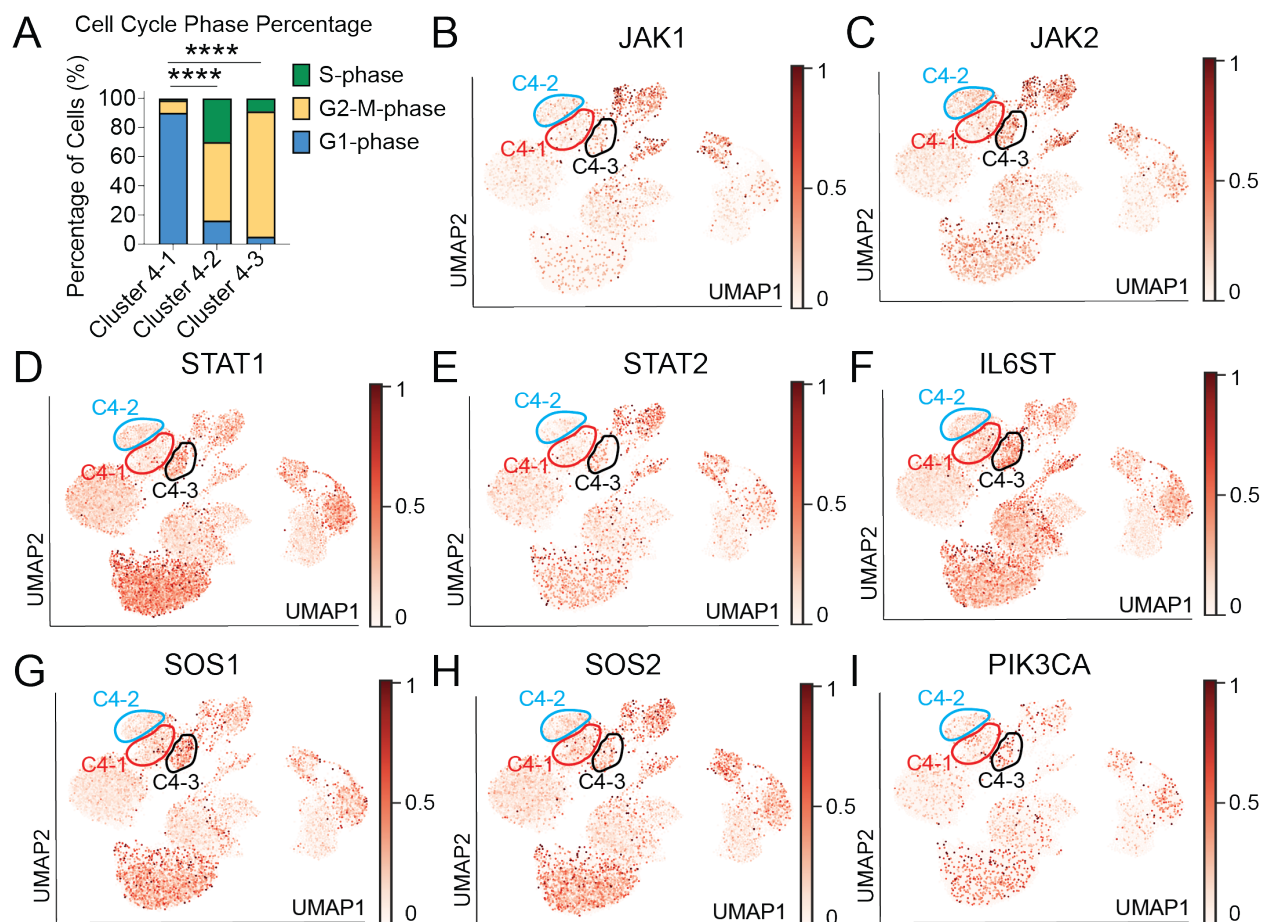 A
Cell Cycle Phase Percentage
****
****
S-phase
G2-M-phase
G1-phase
Percentage of Cells (%)
100
80
60
40
20
0
Cluster 4-1
Cluster 4-2
Cluster 4-3
B
JAK1
C4-2
C4-1
C4-3
UMAP2
UMAP1
1
0.5
0
C
JAK2
C4-2
C4-1
C4-3
UMAP2
UMAP1
1
0.5
0
D
STAT1
C4-2
C4-1
C4-3
UMAP2
UMAP1
1
0.5
0
E
STAT2
C4-2
C4-1
C4-3
UMAP2
UMAP1
1
0.5
0
F
IL6ST
C4-2
C4-1
C4-3
UMAP2
UMAP1
1
0.5
0
G
SOS1
C4-2
C4-1
C4-3
UMAP2
UMAP1
1
0.5
0
H
SOS2
C4-2
C4-1
C4-3
UMAP2
UMAP1
1
0.5
0
I
PIK3CA
C4-2
C4-1
C4-3
UMAP2
UMAP1
1
0.5
0